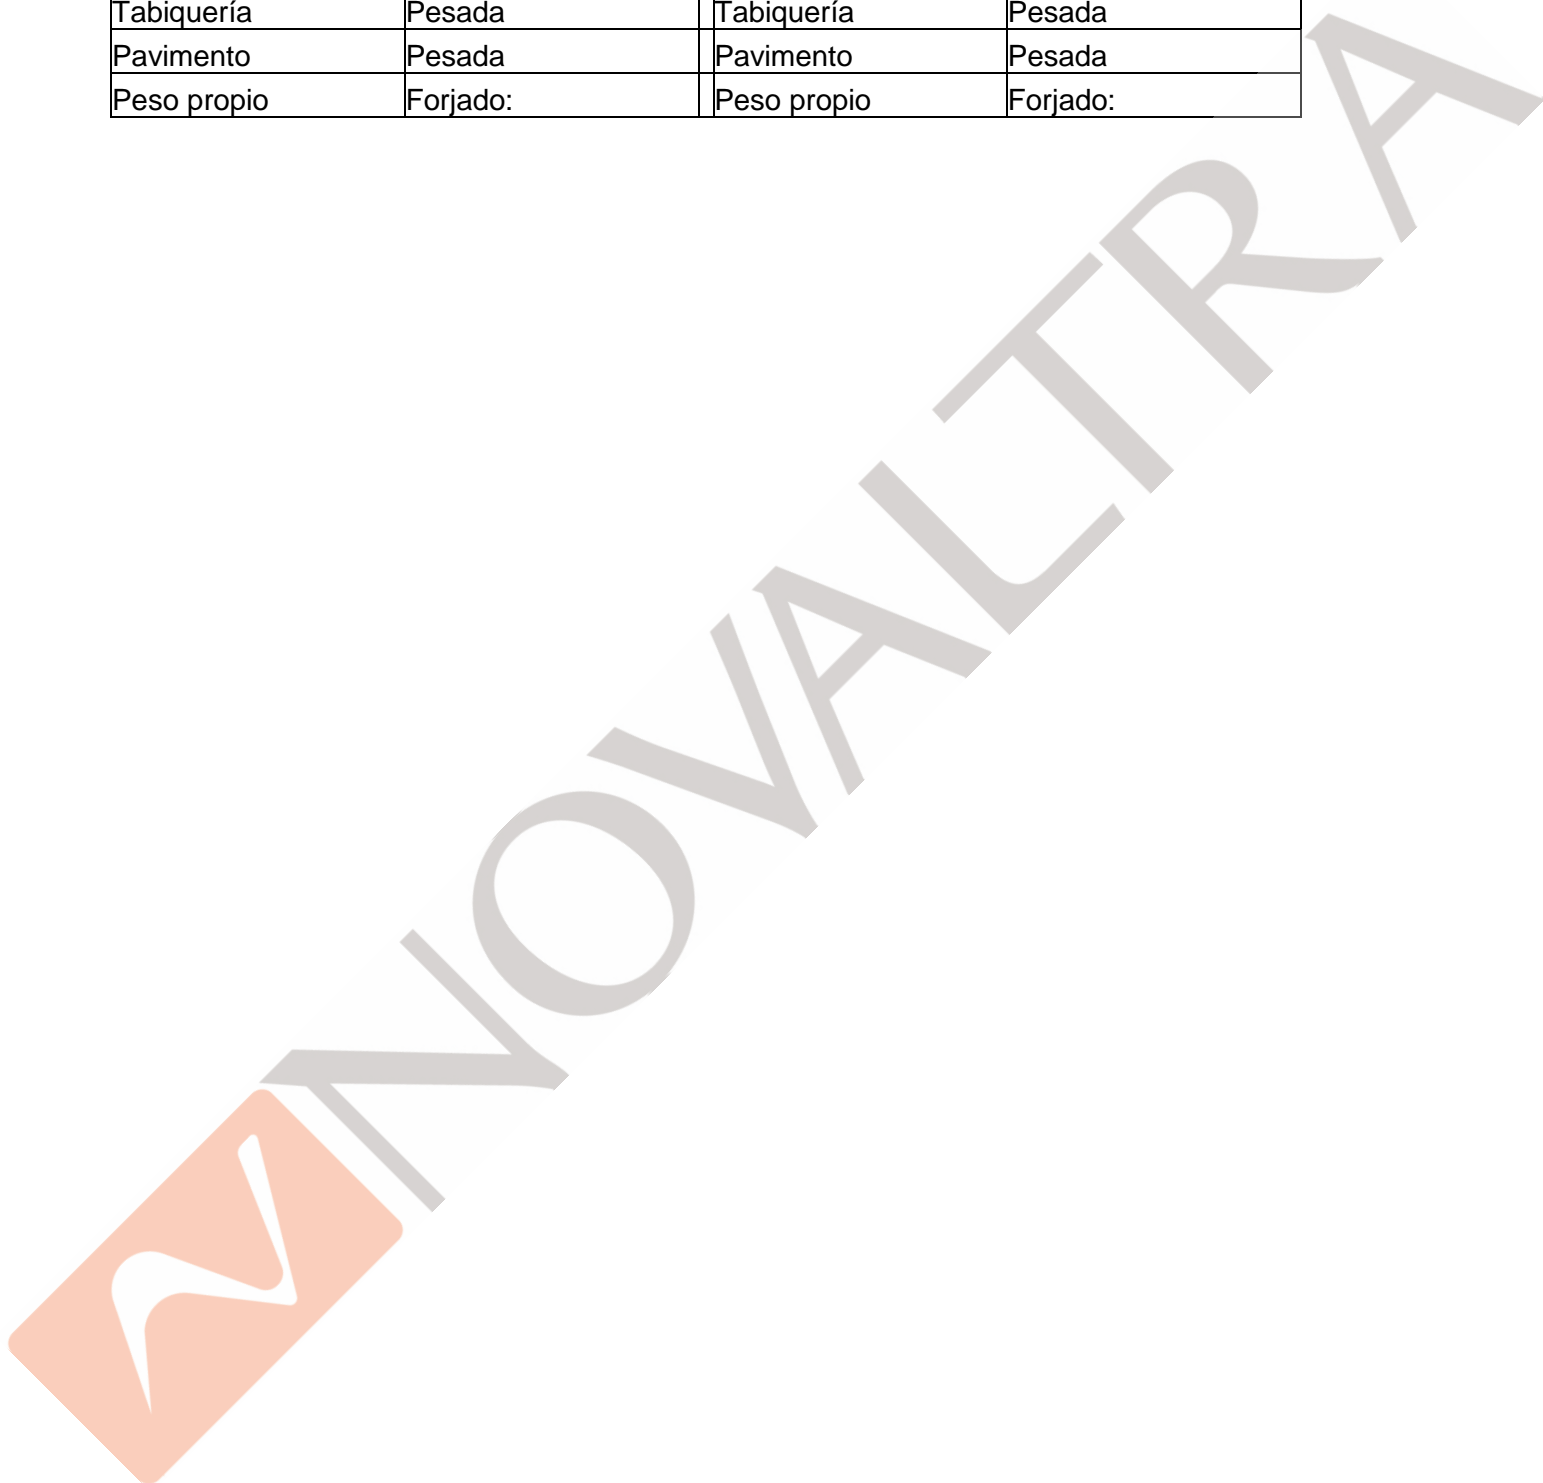 Tabiquería Pesada Tabiquería Pesada
Pavimento Pesada Pavimento Pesada
Peso propio Forjado: Peso propio Forjado:
NOVALTRA